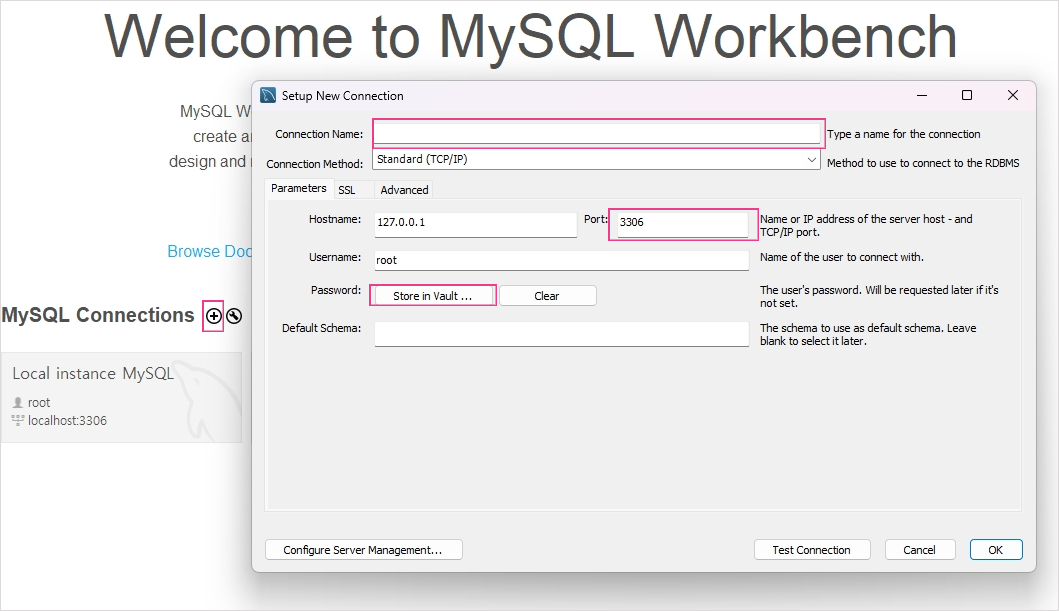 Welcome to MySQL Workbench
MySQL W
create a
design and
Browse Doc
MySQL Connections
Local instance MySQL
root
localhost:3306
Setup New Connection
Connection Name:
Type a name for the connection
Connection Method:
Standard (TCP/IP)
Method to use to connect to the RDBMS
Parameters
SSL
Advanced
Hostname:
127.0.0.1
Port:
3306
Name or IP address of the server host - and
TCP/IP port.
Username:
root
Name of the user to connect with.
Password:
Store in Vault ...
Clear
The user's password. Will be requested later if it's
not set.
Default Schema:
The schema to use as default schema. Leave
blank to select it later.
Configure Server Management...
Test Connection
Cancel
OK